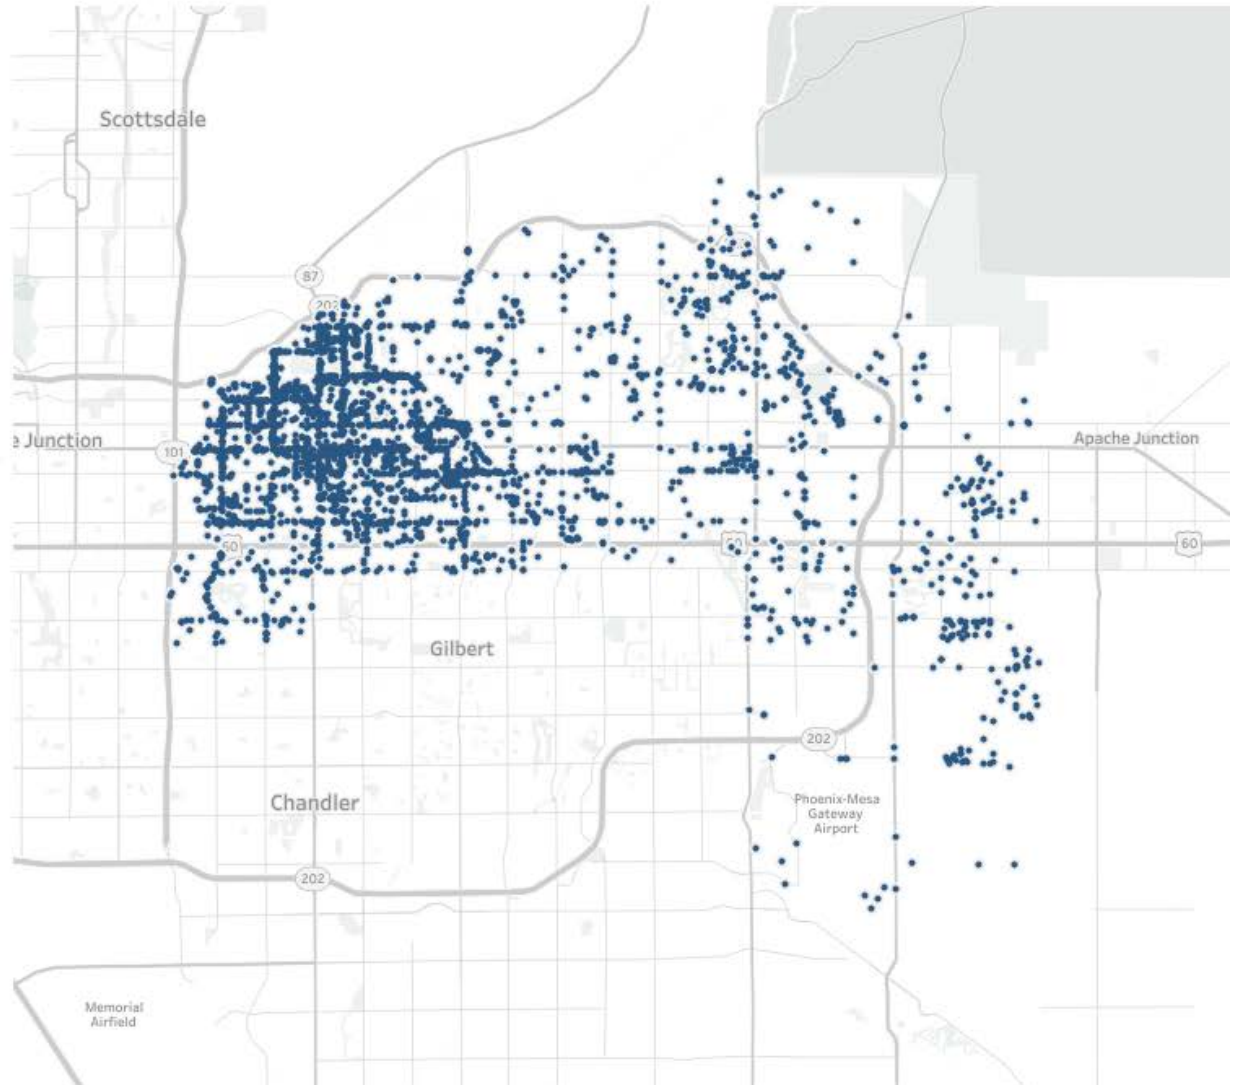 Scottsdale
87
202
e Junction
101
Apache Junction
60
60
60
Gilbert
202
Chandler
Phoenix-Mesa
Gateway
Airport
202
Memorial
Airfield